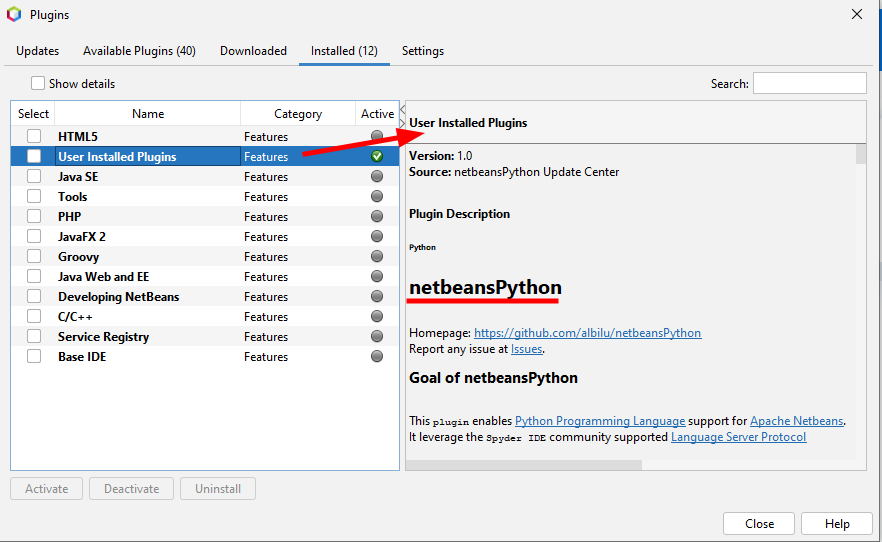 Plugins
Updates Available Plugins (40) Downloaded Installed (12) Settings
Show details Search:
Select Name Category Active
HTML5 Features
User Installed Plugins Features
Java SE Features
Tools Features
PHP Features
JavaFX 2 Features
Groovy Features
Java Web and EE Features
Developing NetBeans Features
C/C++ Features
Service Registry Features
Base IDE Features
User Installed Plugins
Version: 1.0
Source: netbeansPython Update Center
Plugin Description
Python
netbeansPython
Homepage: https://github.com/albilu/netbeansPython
Report any issue at Issues.
Goal of netbeansPython
This plugin enables Python Programming Language support for Apache Netbeans.
It leverage the Spyder IDE community supported Language Server Protocol
Activate Deactivate Uninstall
Close Help